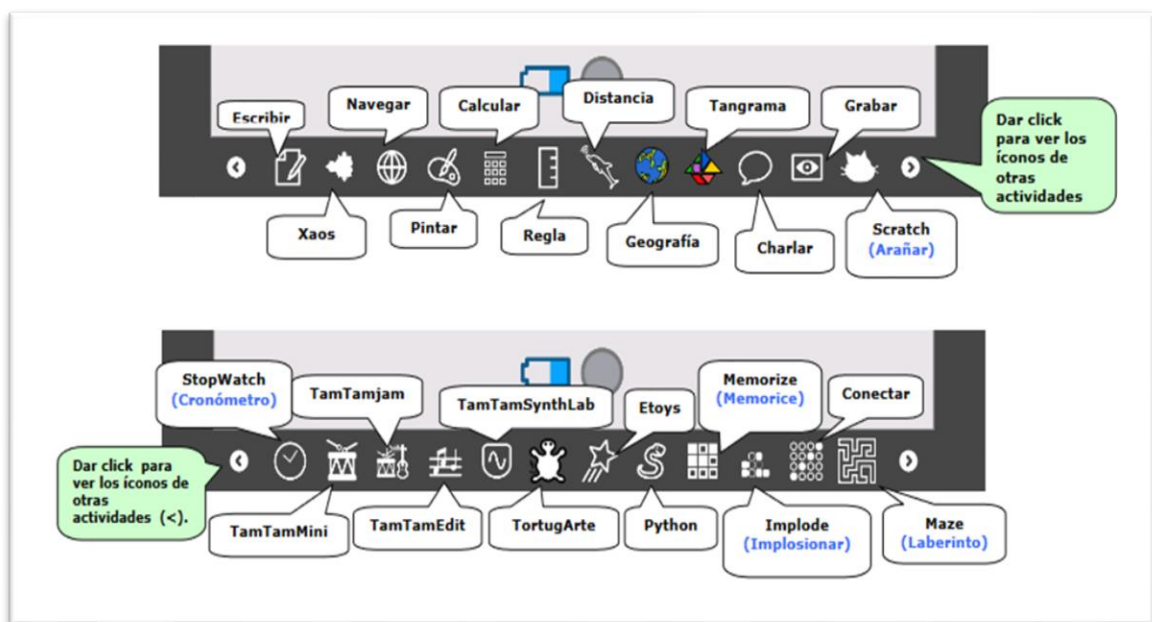 Escribir
Navegar
Calcular
Distancia
Tangrama
Grabar
Dar click
para ver los
íconos de
otras
actividades
Xaos
Pintar
Regla
Geografía
Charlar
Scratch
(Arañar)
StopWatch
(Cronómetro)
TamTamjam
TamTamSynthLab
Etoys
Memorize
(Memorice)
Conectar
Dar click para
ver los íconos de
otras
actividades (<).
TamTamMini
TamTamEdit
TortugArte
Python
Implode
(Implosionar)
Maze
(Laberinto)